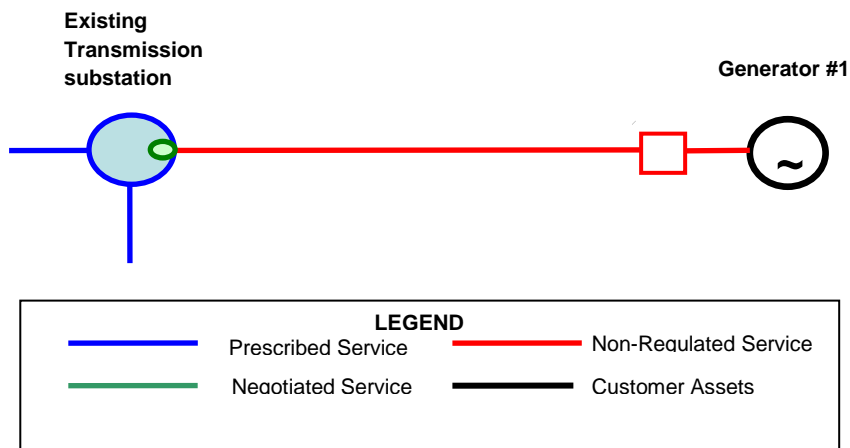 Existing
Transmission
substation
Generator #1
~
LEGEND
Prescribed Service
Non-Regulated Service
Negotiated Service
Customer Assets